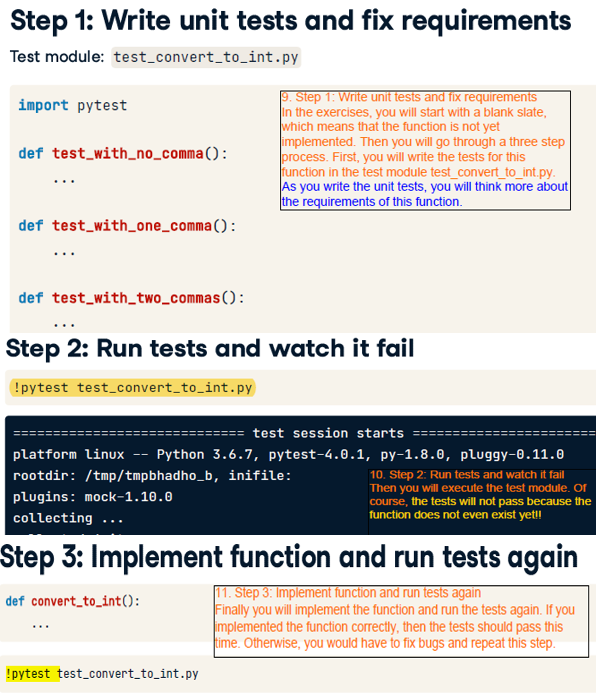 Step 1: Write unit tests and fix requirements
Test module: test_convert_to_int.py
import pytest
def test_with_no_comma():
...
def test_with_one_comma():
...
def test_with_two_commas():
...
9. Step 1: Write unit tests and fix requirements
In the exercises, you will start with a blank slate,
which means that the function is not yet
implemented. Then you will go through a three step
process. First, you will write the tests for this
function in the test module test_convert_to_int.py.
As you write the unit tests, you will think more about
the requirements of this function.
Step 2: Run tests and watch it fail
!pytest test_convert_to_int.py
============================= test session starts =======================
platform linux -- Python 3.6.7, pytest-4.0.1, py-1.8.0, pluggy-0.11.0
rootdir: /tmp/tmpbhadho_b, inifile:
plugins: mock-1.10.0
collecting ...
10. Step 2: Run tests and watch it fail
Then you will execute the test module. Of
course, the tests will not pass because the
function does not even exist yet!!
Step 3: Implement function and run tests again
def convert_to_int():
...
11. Step 3: Implement function and run tests again
Finally you will implement the function and run the tests again. If you
implemented the function correctly, then the tests should pass this
time. Otherwise, you would have to fix bugs and repeat this step.
!pytest test_convert_to_int.py